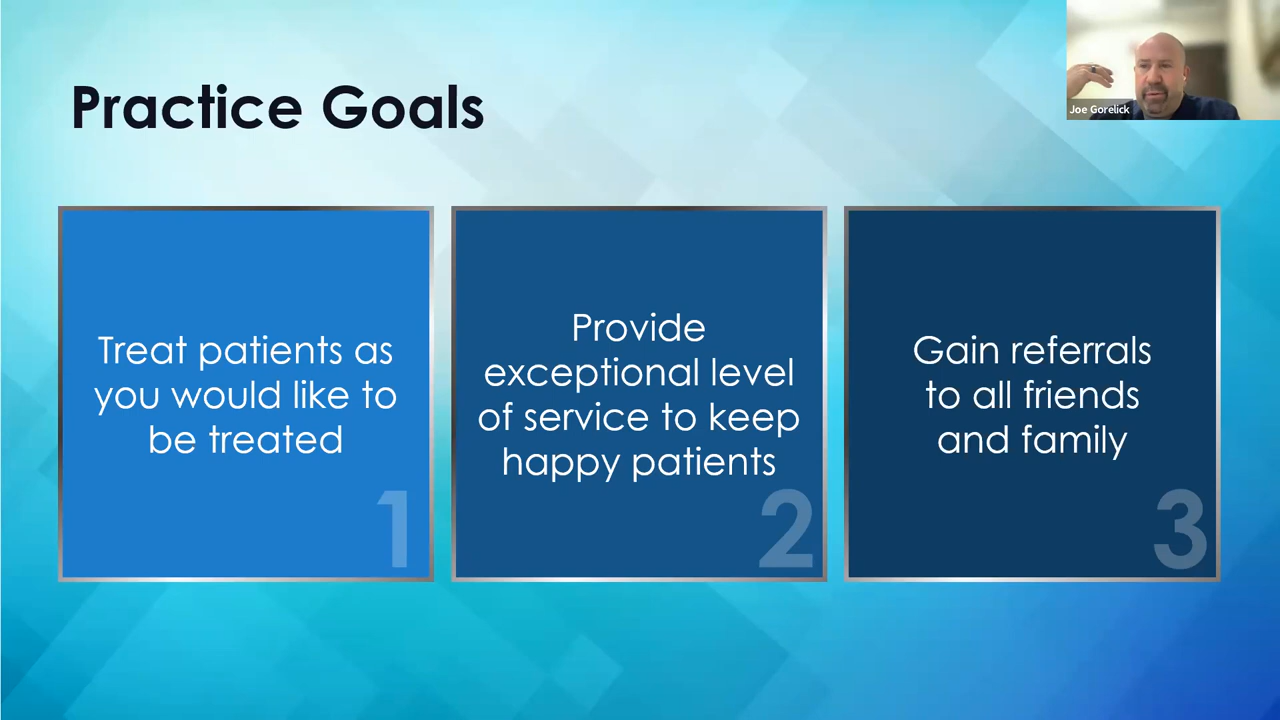 Practice Goals
Joe Gorelick
Treat patients as
you would like to
be treated
1
Provide
exceptional level
of service to keep
happy patients
2
Gain referrals
to all friends
and family
3